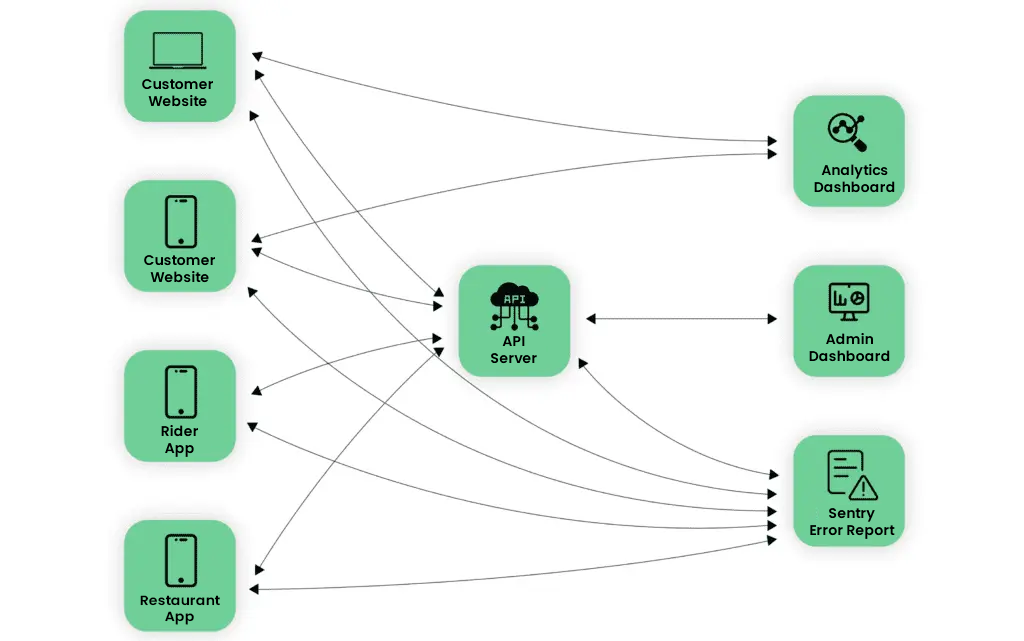 Customer
Website
Customer
Website
Rider
App
Restaurant
App
API
API
Server
Analytics
Dashboard
Admin
Dashboard
Sentry
Error Report